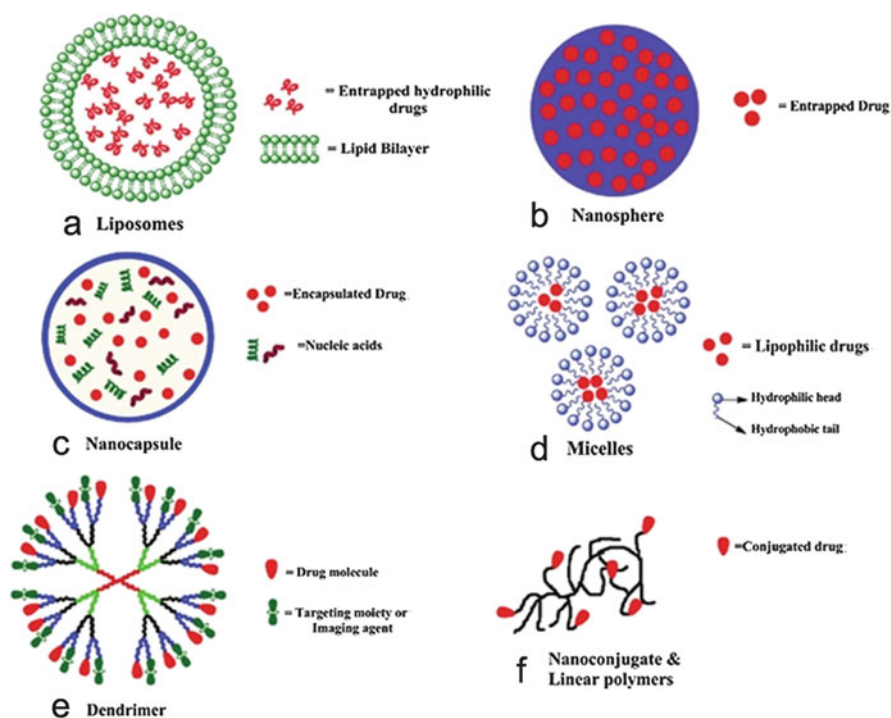 = Entrapped hydrophilic
drugs
= Lipid Bilayer
a Liposomes
= Entrapped Drug
b Nanosphere
=Encapsulated Drug
=Nucleic acids
c Nanocapsule
= Lipophilic drugs
Hydrophilic head
Hydrophobic tail
d Micelles
= Drug molecule
= Targeting moiety or
Imaging agent
e Dendrimer
=Conjugated drug
f Nanoconjugate &
Linear polymers